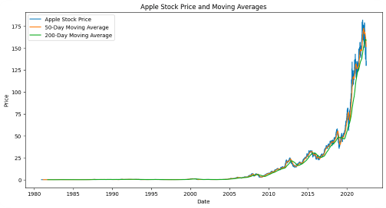 Apple Stock Price and Moving Averages
Apple Stock Price
50-Day Moving Average
200-Day Moving Average
175
150
125
100
75
50
25
0
Price
1980 1985 1990 1995 2000 2005 2010 2015 2020
Date